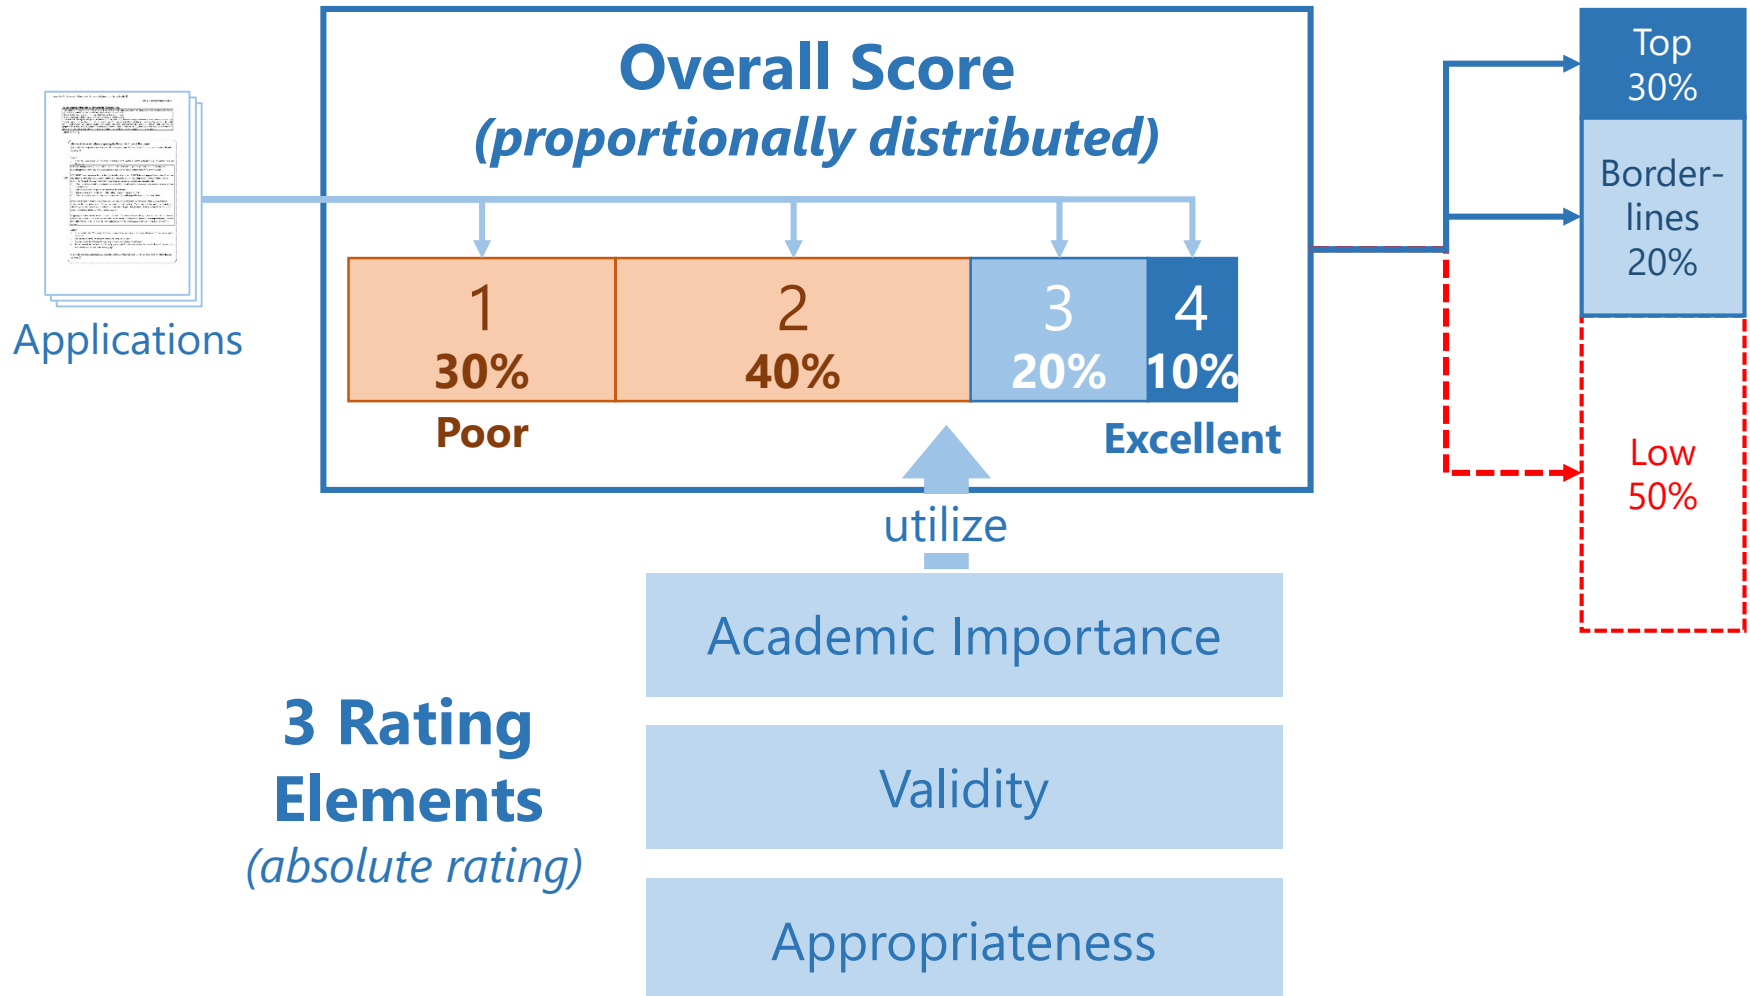 Overall Score
(proportionally distributed)
Applications
1
30%
Poor
2
40%
3
20%
4
10%
Excellent
utilize
3 Rating
Elements
(absolute rating)
Academic Importance
Validity
Appropriateness
Top
30%
Border-
lines
20%
Low
50%